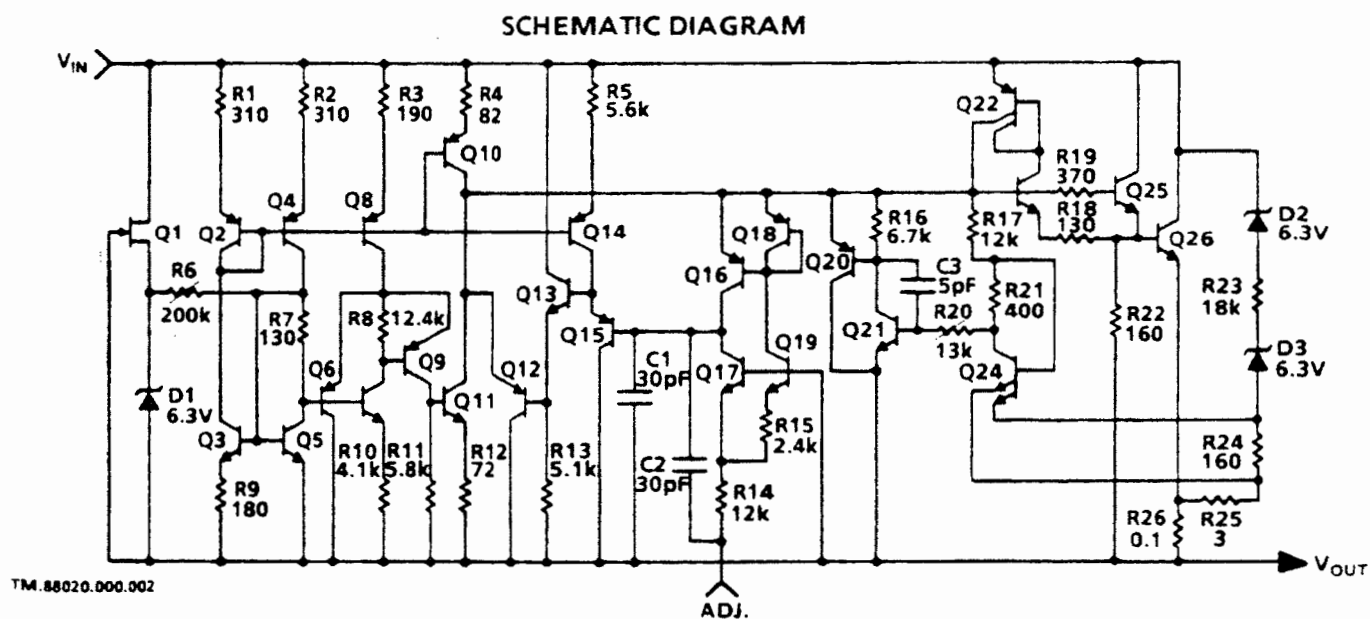 SCHEMATIC DIAGRAM
VIN
R1
310
R2
310
R3
190
R4
82
R5
5.6k
Q22
Q10
R19
370
Q25
R18
130
Q1
Q2
Q4
Q8
Q14
Q18
R16
6.7k
R17
12k
Q26
D2
6.3V
Q16
Q20
C3
5pF
R6
200k
Q13
R21
400
R23
18k
R7
130
R8
12.4k
Q15
Q21
R20
13k
R22
160
Q6
Q9
Q12
C1
30pF
Q17
Q19
Q24
D3
6.3V
D1
6.3V
Q11
Q3
Q5
R10
4.1k
R11
5.8k
R12
72
R13
5.1k
R15
2.4k
C2
30pF
R24
160
R9
180
R14
12k
R26
0.1
R25
3
VOUT
TM.88020.000.002
ADJ.